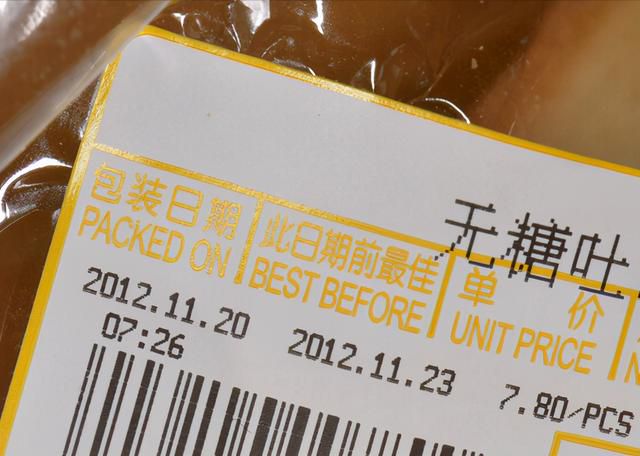 无糖吐
包装日期 此日期前最佳 单 价
PACKED ON BEST BEFORE UNIT PRICE
2012.11.20 2012.11.23 7.80/PCS
07:26